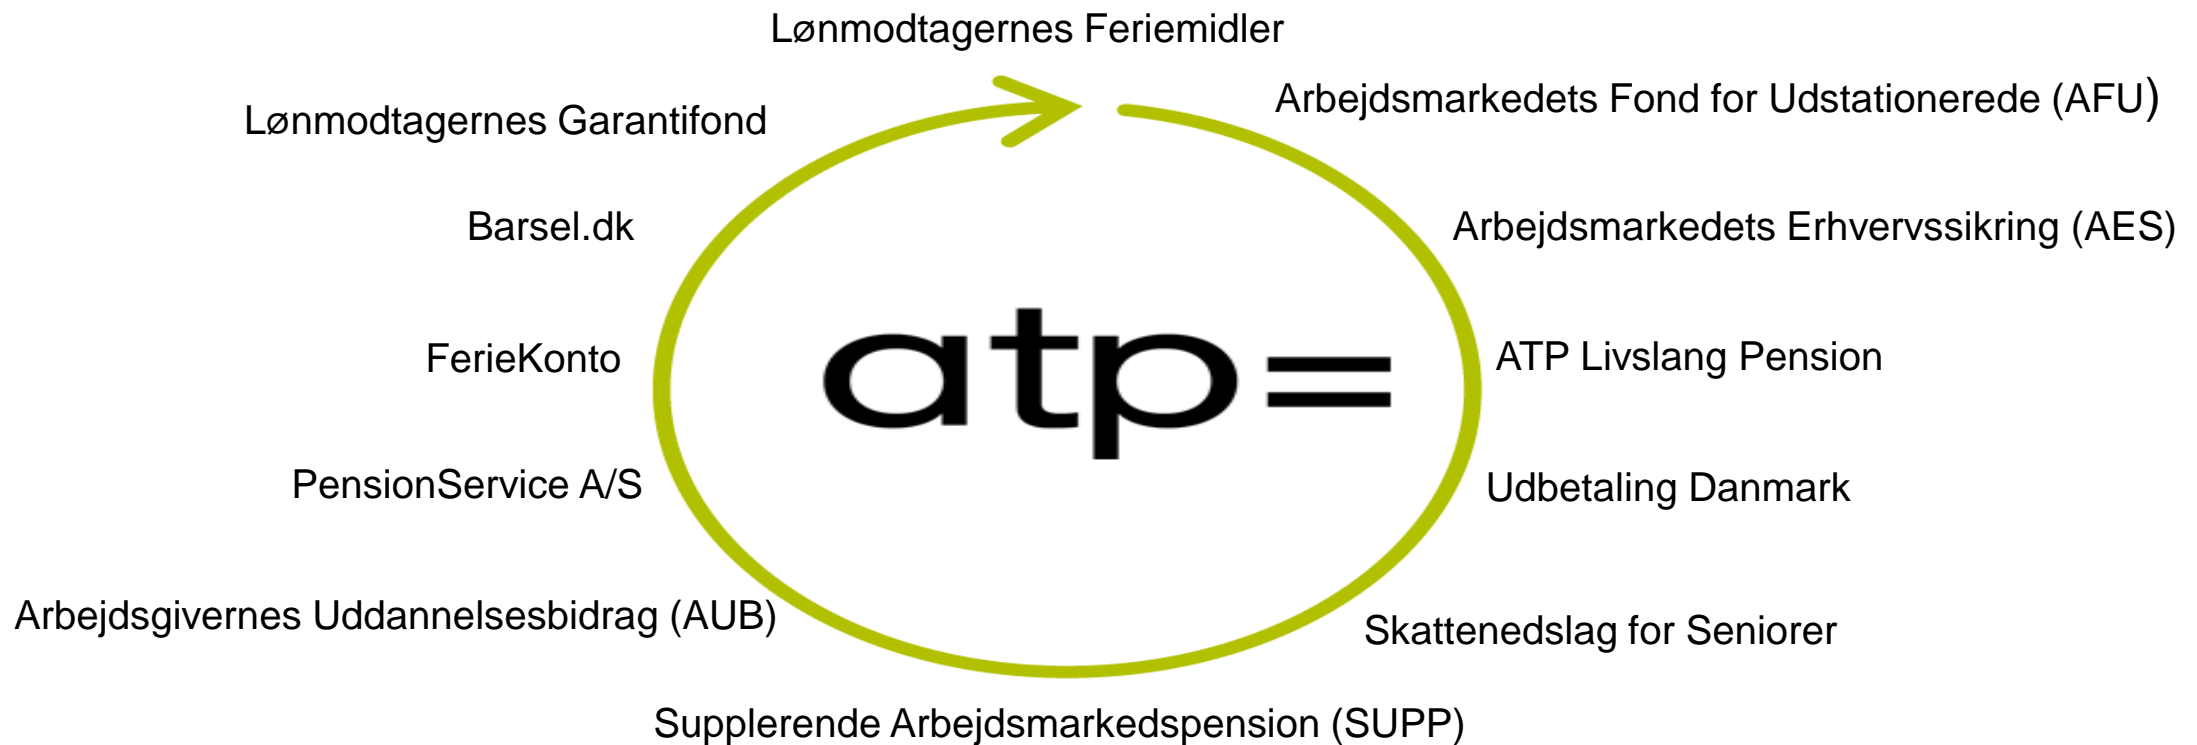 Lønmodtagernes Feriemidler
Arbejdsmarkedets Fond for Udstationerede (AFU)
Lønmodtagernes Garantifond
Barsel.dk
Arbejdsmarkedets Erhvervssikring (AES)
FerieKonto
atp=
ATP Livslang Pension
PensionService A/S
Udbetaling Danmark
Arbejdsgivernes Uddannelsesbidrag (AUB)
Skattenedslag for Seniorer
Supplerende Arbejdsmarkedspension (SUPP)